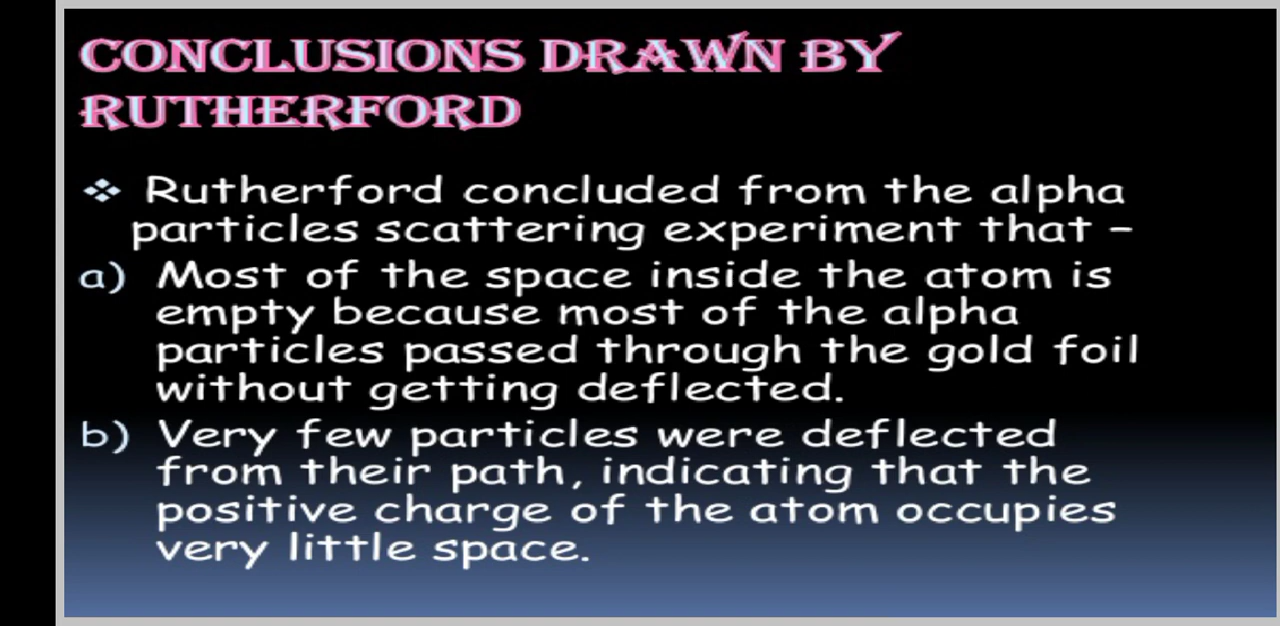 CONCLUSIONS DRAWN BY
RUTHERFORD
❖ Rutherford concluded from the alpha
particles scattering experiment that –
a) Most of the space inside the atom is
empty because most of the alpha
particles passed through the gold foil
without getting deflected.
b) Very few particles were deflected
from their path, indicating that the
positive charge of the atom occupies
very little space.